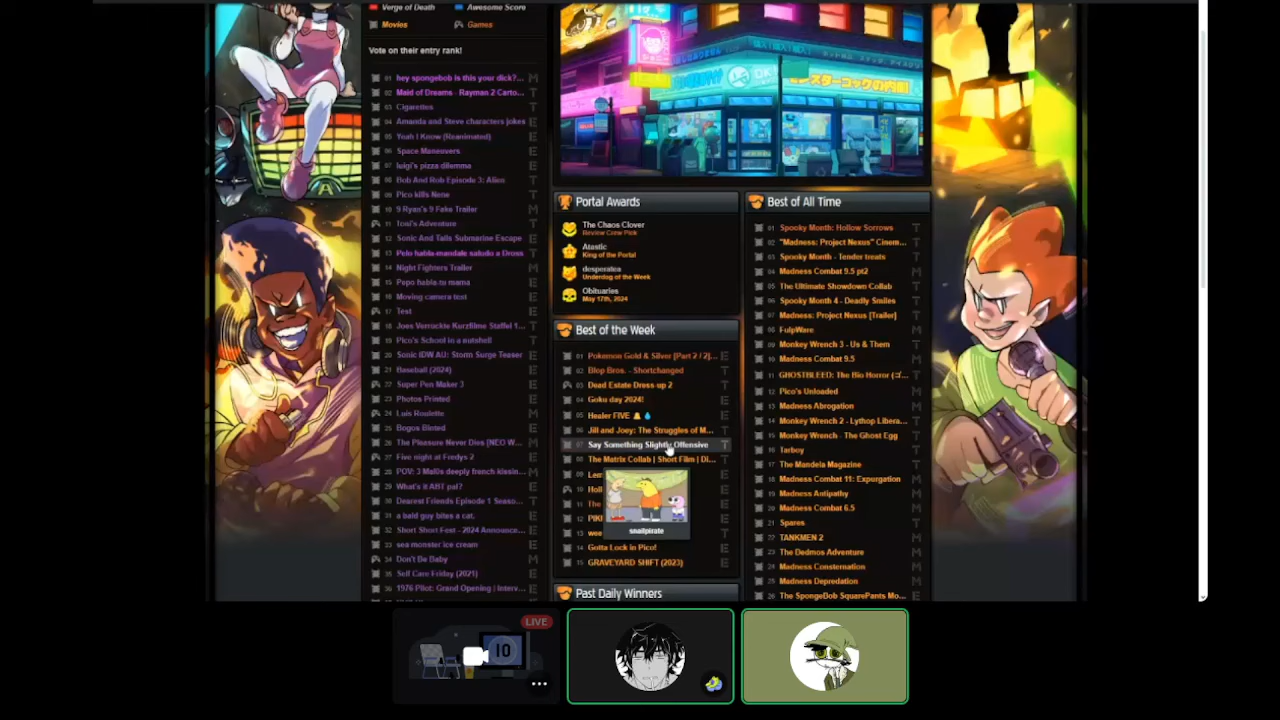 Verge of Death
Awesome Score
Movies
Games
Vote on their entry rank!
01 hey spongebob is this your dick?... M
02 Maid of Dreams - Rayman 2 Carto... T
03 Cigarettes T
04 Amanda and Steve characters jokes E
05 Yeah I Know (Reanimated) E
06 Space Maneuvers E
07 luigi's pizza dilemma E
08 Bob And Rob Episode 3: Alien T
09 Pico kills Nene T
10 9 Ryan's 9 Fake Trailer M
11 Toni's Adventure T
12 Sonic And Tails Submarine Escape E
13 Pelo habla mandale saludo a Dross T
14 Night Fighters Trailer M
15 Pepo habla tu mama E
16 Moving camera test E
17 Test E
18 Joes Verrockte Kurzfilme Staffel 1... T
19 Pico's School in a nutshell T
20 Sonic IDW AU: Storm Surge Teaser E
21 Baseball (2024) E
22 Super Pen Maker 3 E
23 Photos Printed E
24 Luis Roulette M
25 Bogos Binted E
26 The Pleasure Never Dies [NEO W... M
27 Five night at Fredys 2 E
28 POV: 3 MaIDs deeply french kissin... M
29 What's it ABT pal? E
30 Dearest Friends Episode 1 Seaso... T
31 a bald guy bites a cat. E
32 Short Short Fest - 2024 Announce... E
33 sea monster ice cream E
34 Don't Be Baby M
35 Self Care Friday (2021) E
36 1976 Pilot: Grand Opening | Interv... E
OK
Portal Awards
The Chaos Clover
Review Crew Pick
Atastic
King of the Portal
desperatea
Underdog of the Week
Obituaries
May 17th, 2024
Best of the Week
01 Pokemon Gold & Silver [Part 2 / 2]... E
02 Blop Bros. - Shortchanged T
03 Dead Estate Dress-up 2 T
04 Goku day 2024! E
05 Healer FIVE 🔔💧 E
06 Jill and Joey: The Struggles of M... T
07 Say Something Slightly Offensive T
08 The Matrix Collab | Short Film | Di... T
09
10 Holl
11 The
12
13 wee
snailpirate
14 Gotta Lock in Pico! E
15 GRAVEYARD SHIFT (2023) E
Past Daily Winners
Best of All Time
01 Spooky Month: Hollow Sorrows T
02 "Madness: Project Nexus" Cinem... M
03 Spooky Month - Tender treats T
04 Madness Combat 9.5 pt2 M
05 The Ultimate Showdown Collab T
06 Spooky Month 4 - Deadly Smiles T
07 Madness: Project Nexus [Trailer] M
08 FulpWare M
09 Monkey Wrench 3 - Us & Them T
10 Madness Combat 9.5 M
11 T
12 Pico's Unloaded M
13 Madness Abrogation M
14 Monkey Wrench 2 - Lythop Libera... T
15 Monkey Wrench - The Ghost Egg T
16 Tarboy T
17 The Mandela Magazine T
18 Madness Combat 11: Expurgation M
19 Madness Antipathy M
20 Madness Combat 6.5 M
21 Spares T
22 TANKMEN 2 M
23 The Dedmos Adventure M
24 Madness Consternation M
25 Madness Depredation M
26 The SpongeBob SquarePants Mo... E
LIVE
10